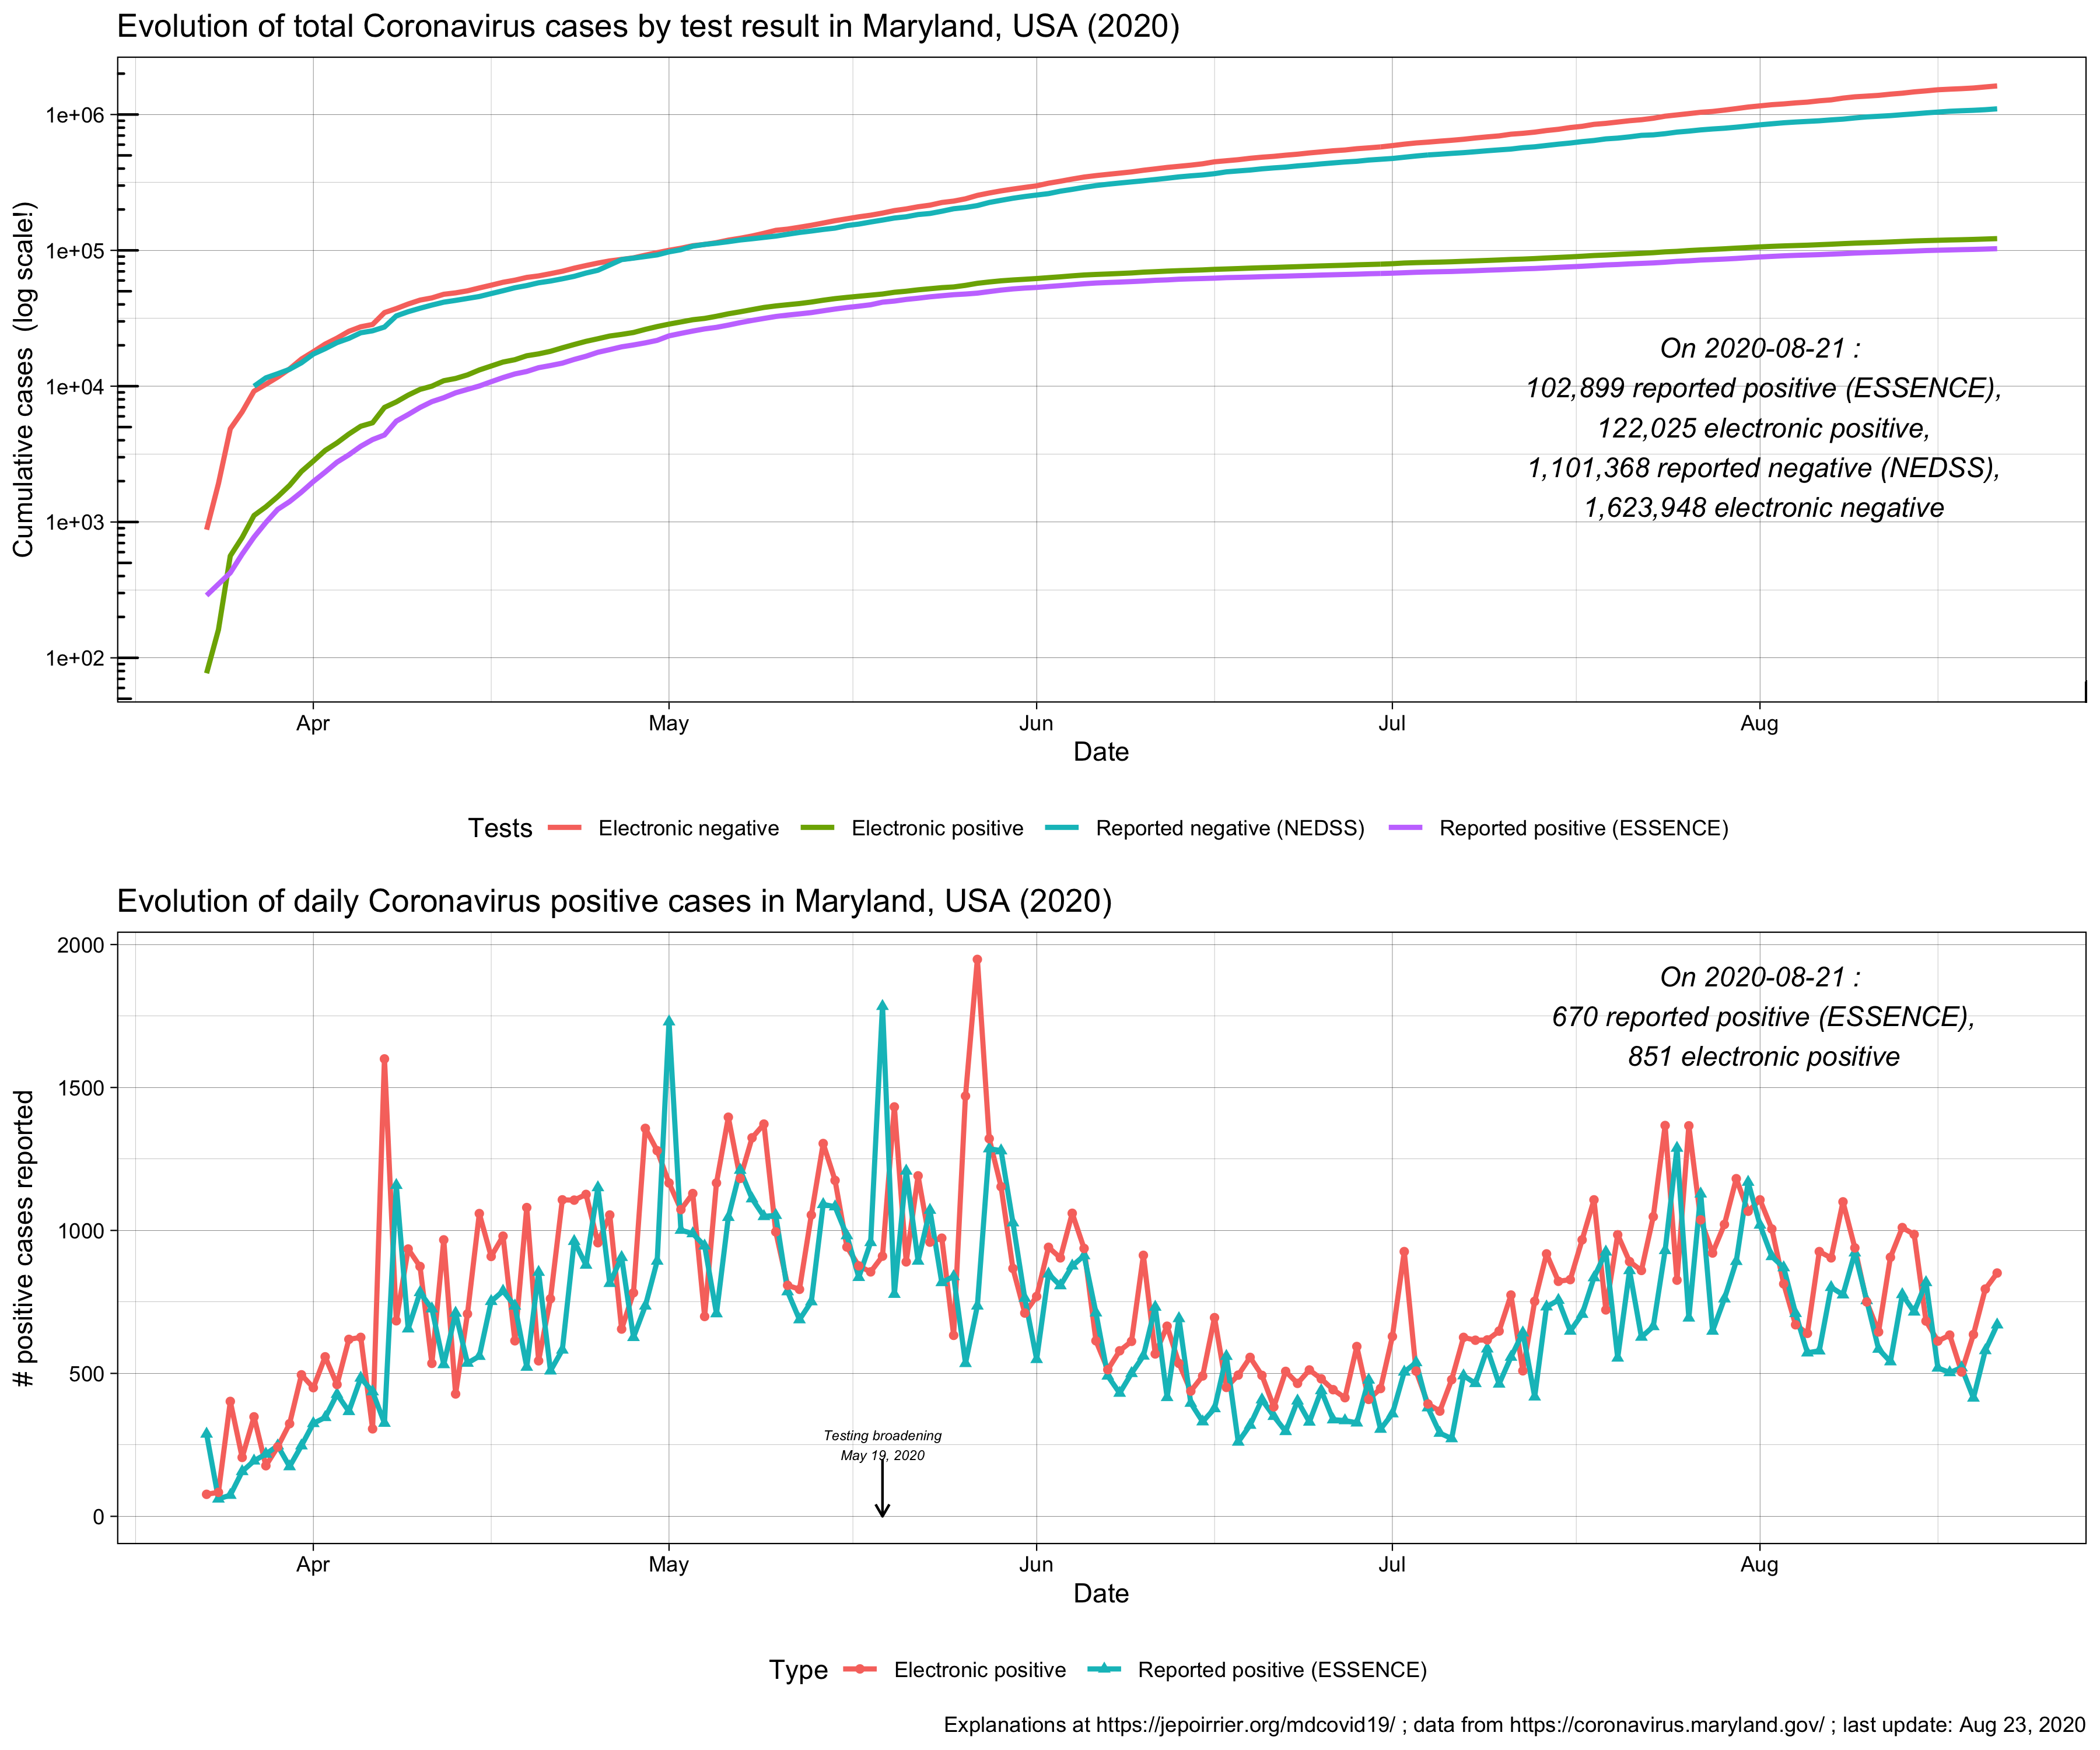 Evolution of total Coronavirus cases by test result in Maryland, USA (2020)
Cumulative cases (log scale!)
1e+06
1e+05
1e+04
1e+03
1e+02
On 2020-08-21 :
102,899 reported positive (ESSENCE),
122,025 electronic positive,
1,101,368 reported negative (NEDSS),
1,623,948 electronic negative
Apr May Jun Jul Aug
Date
Tests Electronic negative Electronic positive Reported negative (NEDSS) Reported positive (ESSENCE)
Evolution of daily Coronavirus positive cases in Maryland, USA (2020)
# positive cases reported
2000
1500
1000
500
0
On 2020-08-21 :
670 reported positive (ESSENCE),
851 electronic positive
Testing broadening
May 19, 2020
Apr May Jun Jul Aug
Date
Type Electronic positive Reported positive (ESSENCE)
Explanations at https://jepoirrier.org/mdcovid19/ ; data from https://coronavirus.maryland.gov/ ; last update: Aug 23, 2020